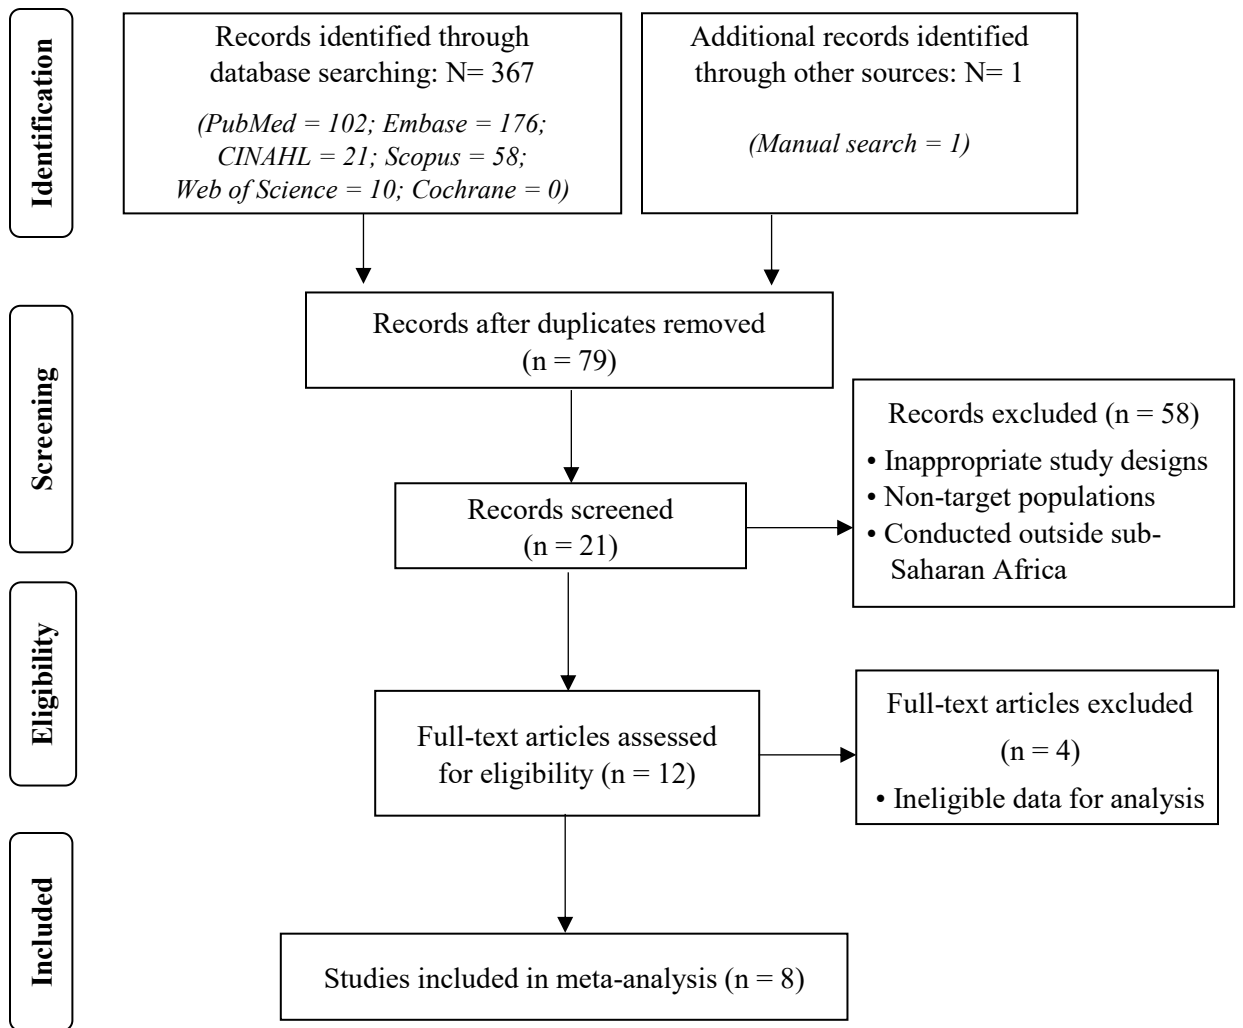 Identification
Records identified through
database searching: N= 367
(PubMed = 102; Embase = 176;
CINAHL = 21; Scopus = 58;
Web of Science = 10; Cochrane = 0)
Additional records identified
through other sources: N= 1
(Manual search = 1)
Screening
Records after duplicates removed
(n = 79)
Records screened
(n = 21)
Records excluded (n = 58)
• Inappropriate study designs
• Non-target populations
• Conducted outside sub-
Saharan Africa
Eligibility
Full-text articles assessed
for eligibility (n = 12)
Full-text articles excluded
(n = 4)
• Ineligible data for analysis
Included
Studies included in meta-analysis (n = 8)